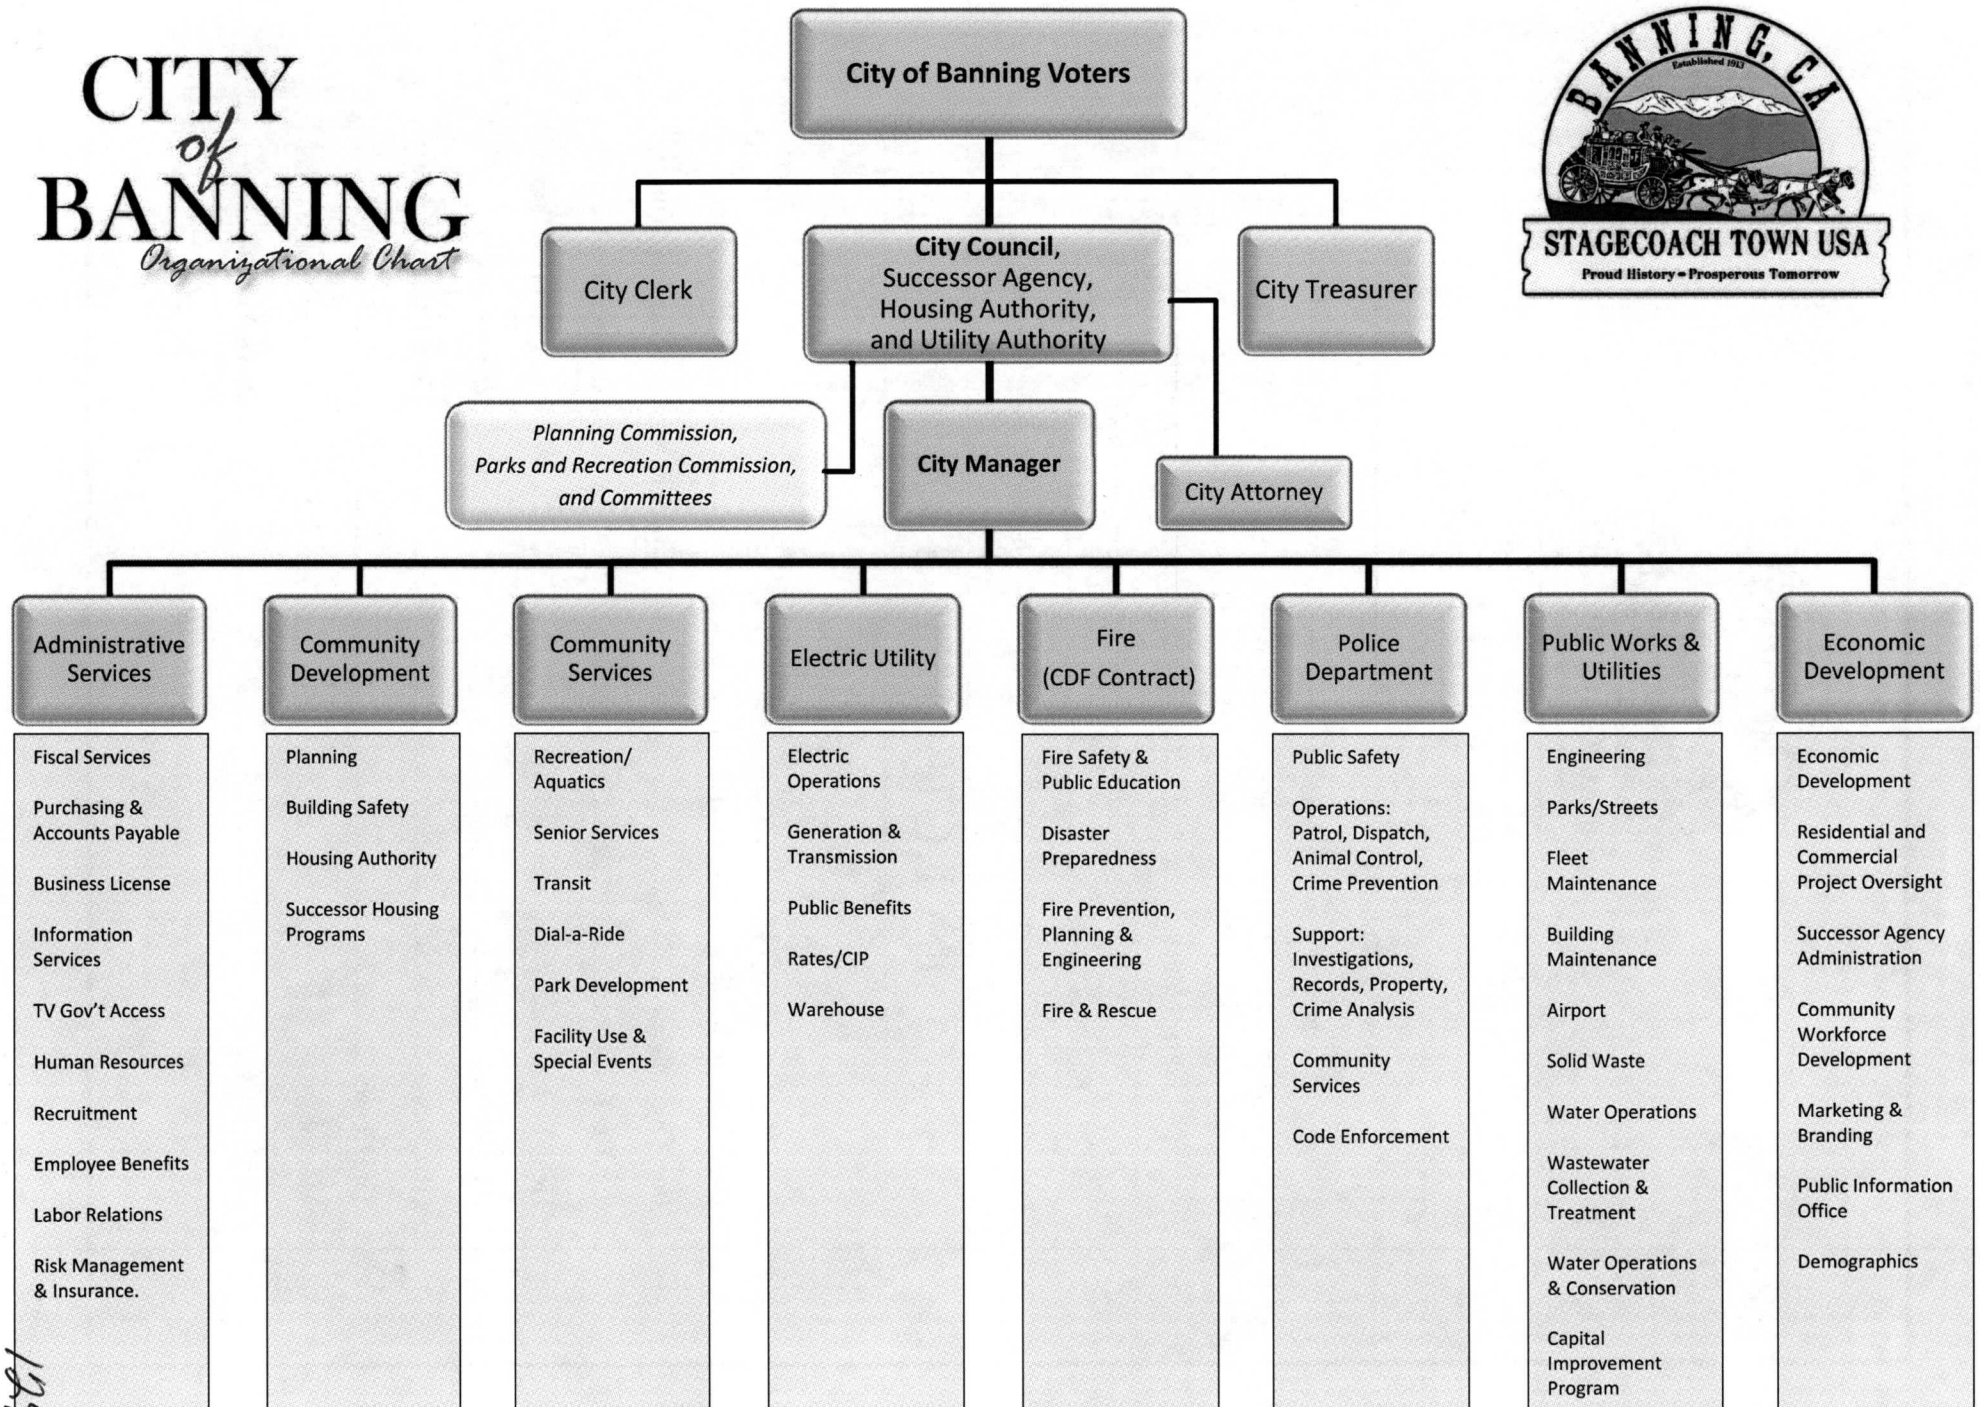 CITY
of
BANNING
Organizational Chart
BANNING, CA
Established 1913
STAGECOACH TOWN USA
Proud History - Prosperous Tomorrow
City of Banning Voters
City Clerk
City Council,
Successor Agency,
Housing Authority,
and Utility Authority
City Treasurer
Planning Commission,
Parks and Recreation Commission,
and Committees
City Manager
City Attorney
Administrative
Services
Fiscal Services
Purchasing &
Accounts Payable
Business License
Information
Services
TV Gov't Access
Human Resources
Recruitment
Employee Benefits
Labor Relations
Risk Management
& Insurance.
Community
Development
Planning
Building Safety
Housing Authority
Successor Housing
Programs
Community
Services
Recreation/
Aquatics
Senior Services
Transit
Dial-a-Ride
Park Development
Facility Use &
Special Events
Electric Utility
Electric
Operations
Generation &
Transmission
Public Benefits
Rates/CIP
Warehouse
Fire
(CDF Contract)
Fire Safety &
Public Education
Disaster
Preparedness
Fire Prevention,
Planning &
Engineering
Fire & Rescue
Police
Department
Public Safety
Operations:
Patrol, Dispatch,
Animal Control,
Crime Prevention
Support:
Investigations,
Records, Property,
Crime Analysis
Community
Services
Code Enforcement
Public Works &
Utilities
Engineering
Parks/Streets
Fleet
Maintenance
Building
Maintenance
Airport
Solid Waste
Water Operations
Wastewater
Collection &
Treatment
Water Operations
& Conservation
Capital
Improvement
Program
Economic
Development
Economic
Development
Residential and
Commercial
Project Oversight
Successor Agency
Administration
Community
Workforce
Development
Marketing &
Branding
Public Information
Office
Demographics